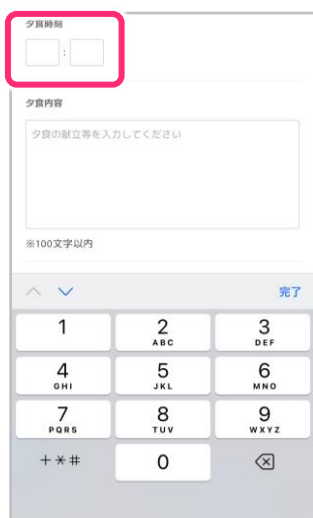 夕食時刻
:
夕食内容
夕食の献立等を入力してください
※100文字以内
完了
1
2 ABC
3 DEF
4 GHI
5 JKL
6 MNO
7 PQRS
8 TUV
9 WXYZ
+*#
0